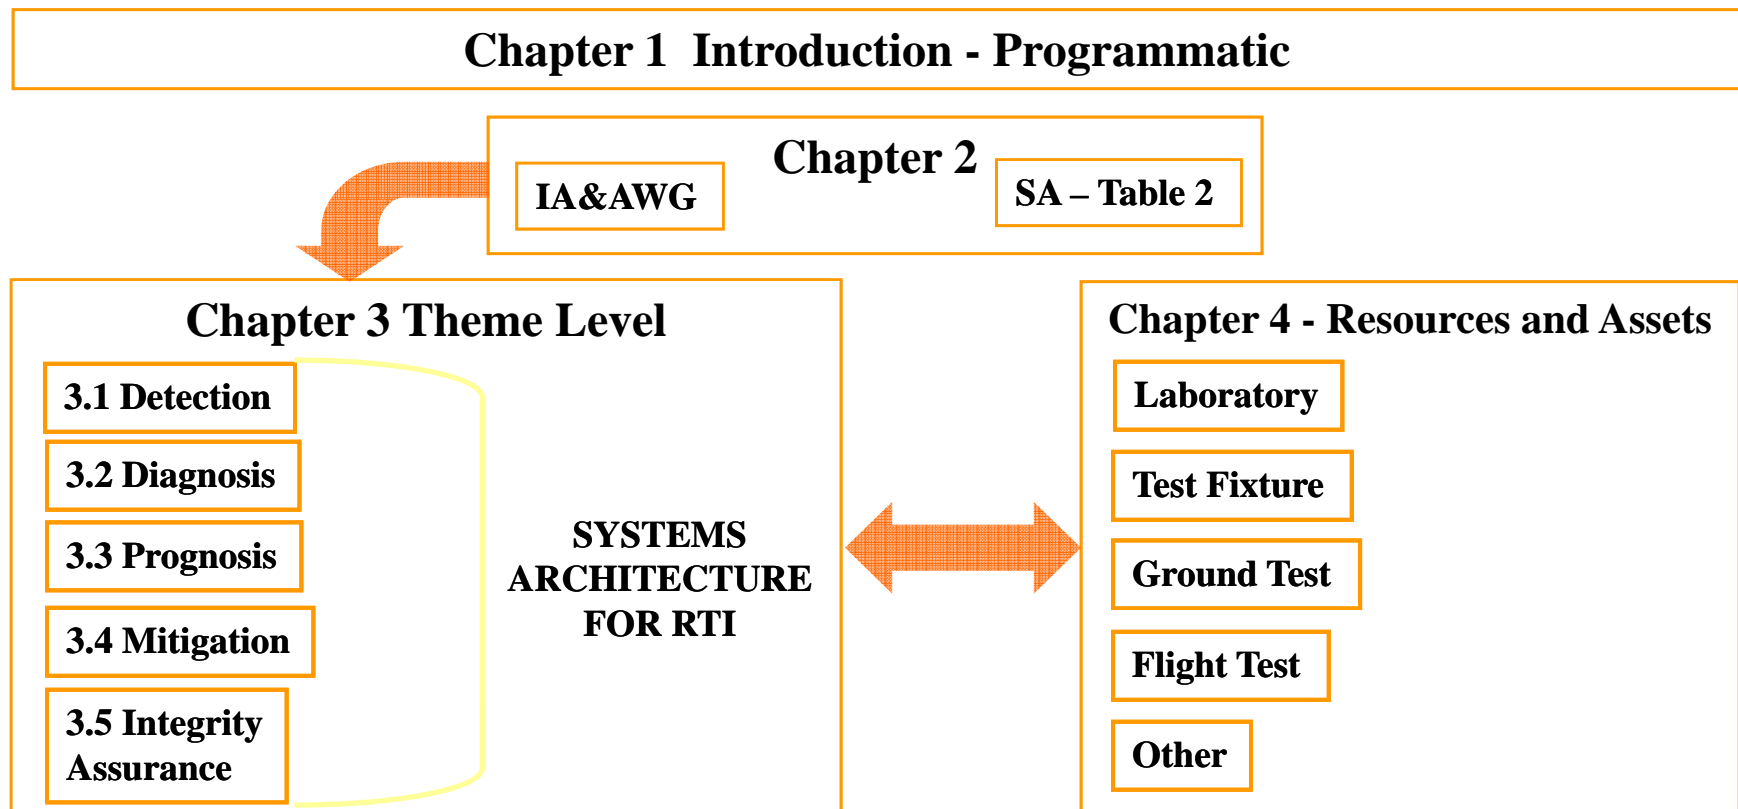 Chapter 1 Introduction - Programmatic
Chapter 2
IA&AWG
SA – Table 2
Chapter 3 Theme Level
3.1 Detection
3.2 Diagnosis
3.3 Prognosis
3.4 Mitigation
3.5 Integrity
Assurance
SYSTEMS
ARCHITECTURE
FOR RTI
Chapter 4 - Resources and Assets
Laboratory
Test Fixture
Ground Test
Flight Test
Other